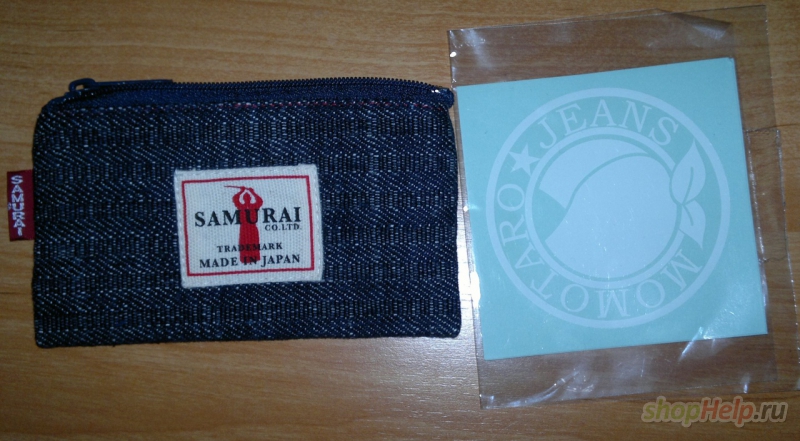 SAMURAI
SAMURAI
CO.LTD.
TRADEMARK
MADE IN JAPAN
JEANS
MOMOTARO
shopHelp.ru